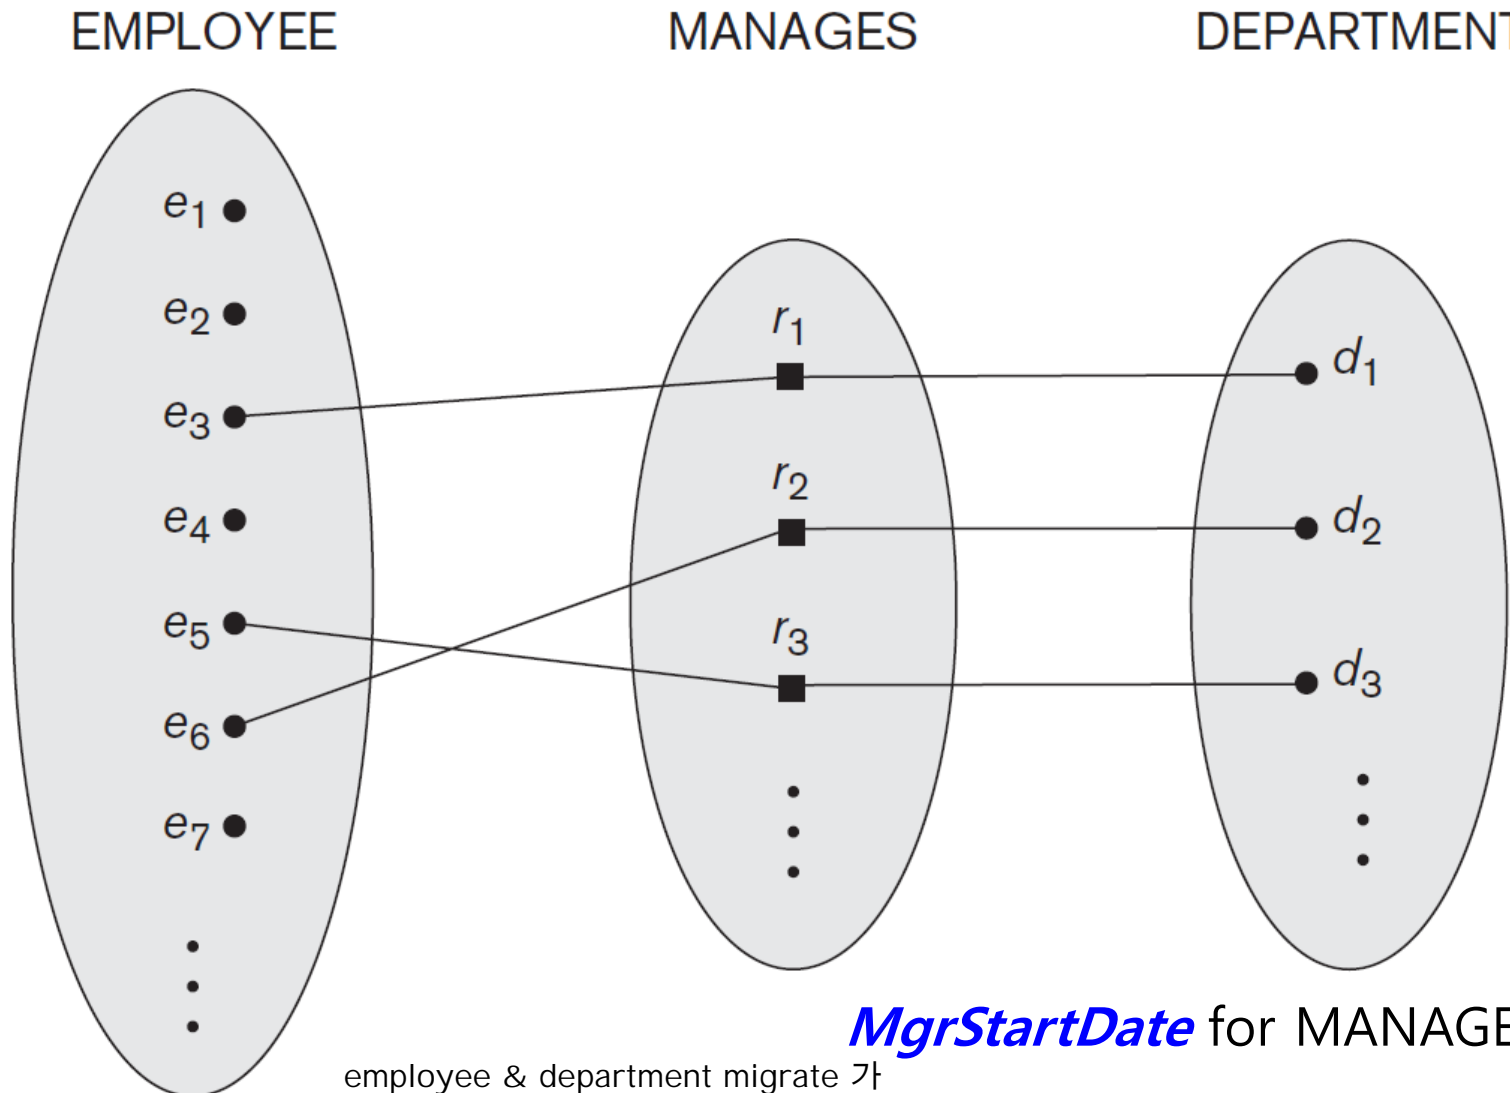 EMPLOYEE MANAGES DEPARTMENT
e1
e2
e3
e4
e5
e6
e7
r1
r2
r3
d1
d2
d3
MgrStartDate for MANAGE
employee & department migrate 가